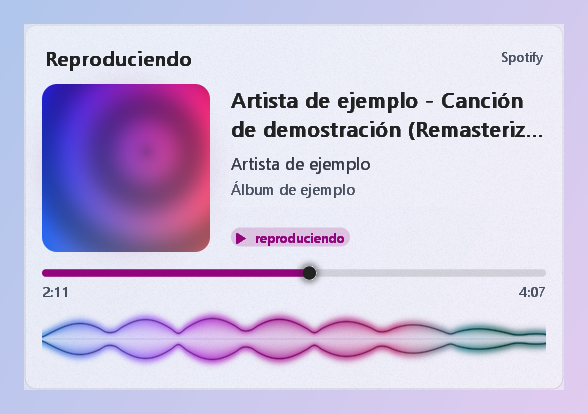 Reproduciendo
Spotify
Artista de ejemplo - Canción
de demostración (Remasteriz...
Artista de ejemplo
Álbum de ejemplo
reproduciendo
2:11
4:07